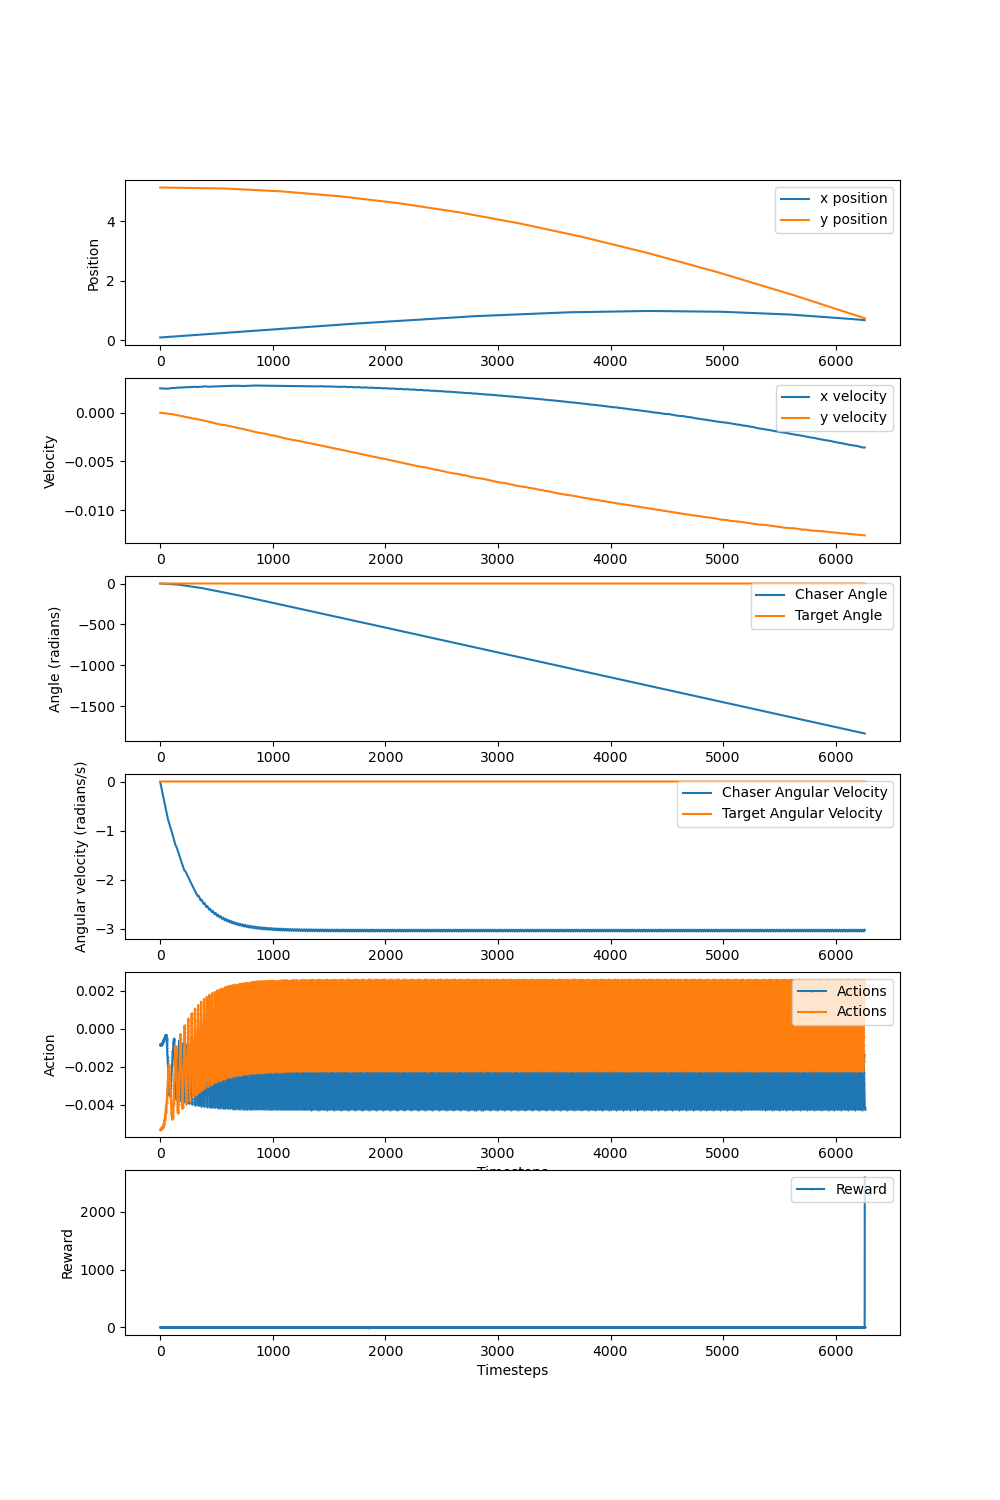 x position
y position
4
2
0
Position
0 1000 2000 3000 4000 5000 6000
x velocity
y velocity
0.000
−0.005
−0.010
Velocity
0 1000 2000 3000 4000 5000 6000
Chaser Angle
Target Angle
0
−500
−1000
−1500
Angle (radians)
0 1000 2000 3000 4000 5000 6000
Chaser Angular Velocity
Target Angular Velocity
0
−1
−2
−3
Angular velocity (radians/s)
0 1000 2000 3000 4000 5000 6000
Actions
Actions
0.002
0.000
−0.002
−0.004
Action
0 1000 2000 3000 4000 5000 6000
Timesteps
Reward
2000
1000
0
Reward
0 1000 2000 3000 4000 5000 6000
Timesteps